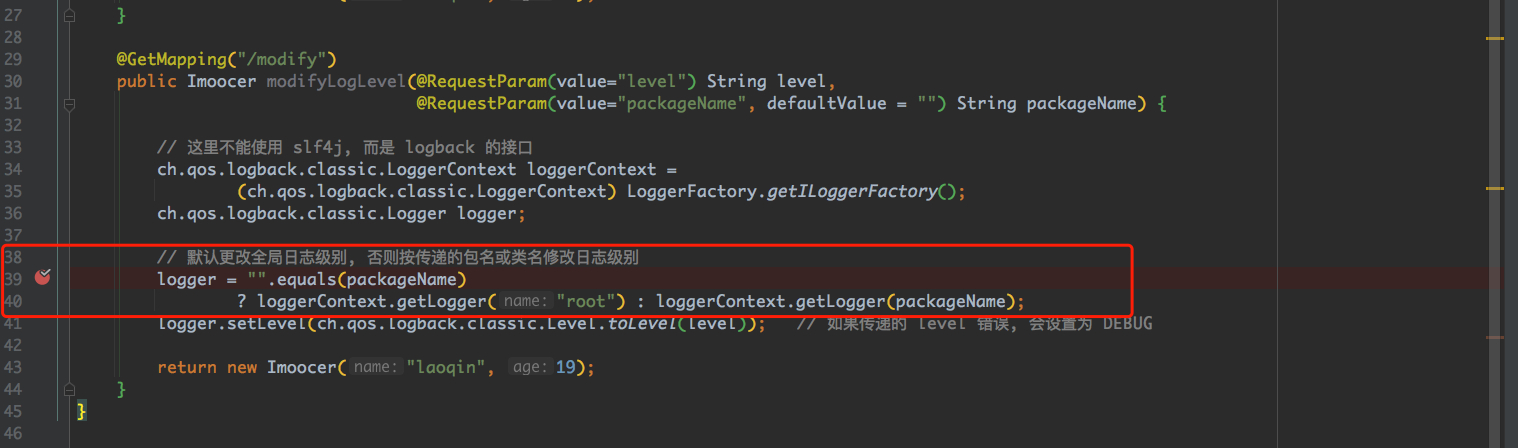 27 }
28
29 @GetMapping("/modify")
30 public Imoocer modifyLogLevel(@RequestParam(value="level") String level,
31 @RequestParam(value="packageName", defaultValue = "") String packageName) {
32
33 // 这里不能使用 slf4j, 而是 logback 的接口
34 ch.qos.logback.classic.LoggerContext loggerContext =
35 (ch.qos.logback.classic.LoggerContext) LoggerFactory.getILoggerFactory();
36 ch.qos.logback.classic.Logger logger;
37
38 // 默认更改全局日志级别, 否则按传递的包名或类名修改日志级别
39 logger = "".equals(packageName)
40 ? loggerContext.getLogger( name: "root") : loggerContext.getLogger(packageName);
41 logger.setLevel(ch.qos.logback.classic.Level.toLevel(level)); // 如果传递的 level 错误, 会设置为 DEBUG
42
43 return new Imoocer( name: "laoqin", age: 19);
44 }
45 }
46